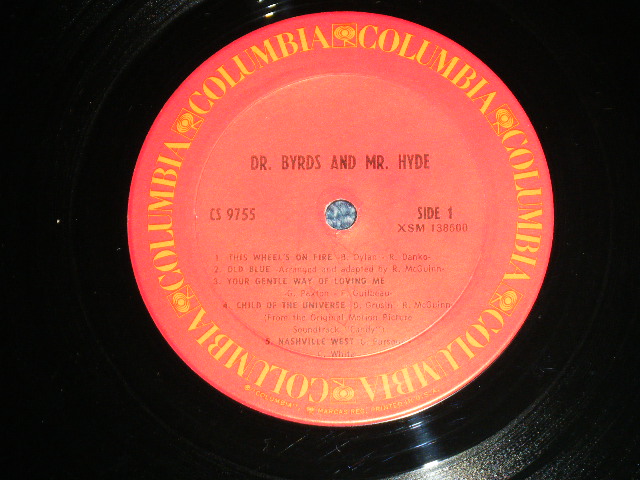 COLUMBIA COLUMBIA COLUMBIA COLUMBIA COLUMBIA COLUMBIA
DR. BYRDS AND MR. HYDE
CS 9755 SIDE 1
XSM 138500
1. THIS WHEEL'S ON FIRE B. Dylan - R. Danko
2. OLD BLUE Arranged and adapted by R. McGuinn
3. YOUR GENTLE WAY OF LOVING ME
G. Paxton -
4. CHILD OF THE UNIVERSE D. Grusin - R. McGuinn
(From the Original Motion Picture
Soundtrack "Candy")
5. NASHVILLE WEST G. Parsons
C. White